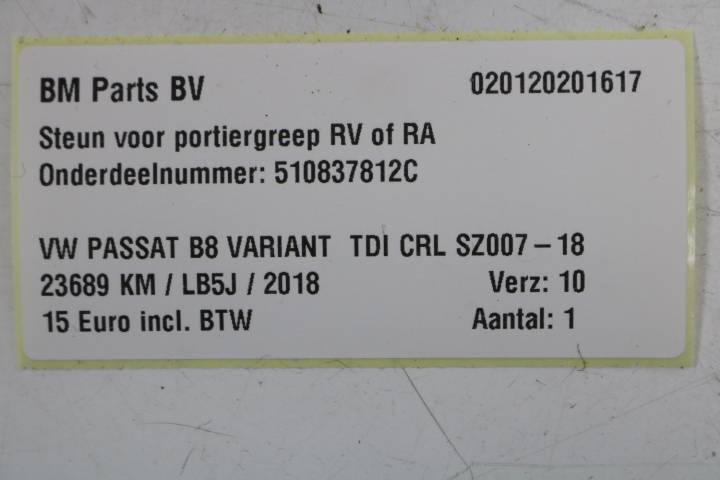 BM Parts BV 020120201617
Steun voor portiergreep RV of RA
Onderdeelnummer: 510837812C
VW PASSAT B8 VARIANT TDI CRL SZ007 – 18
23689 KM / LB5J / 2018 Verz: 10
15 Euro incl. BTW Aantal: 1